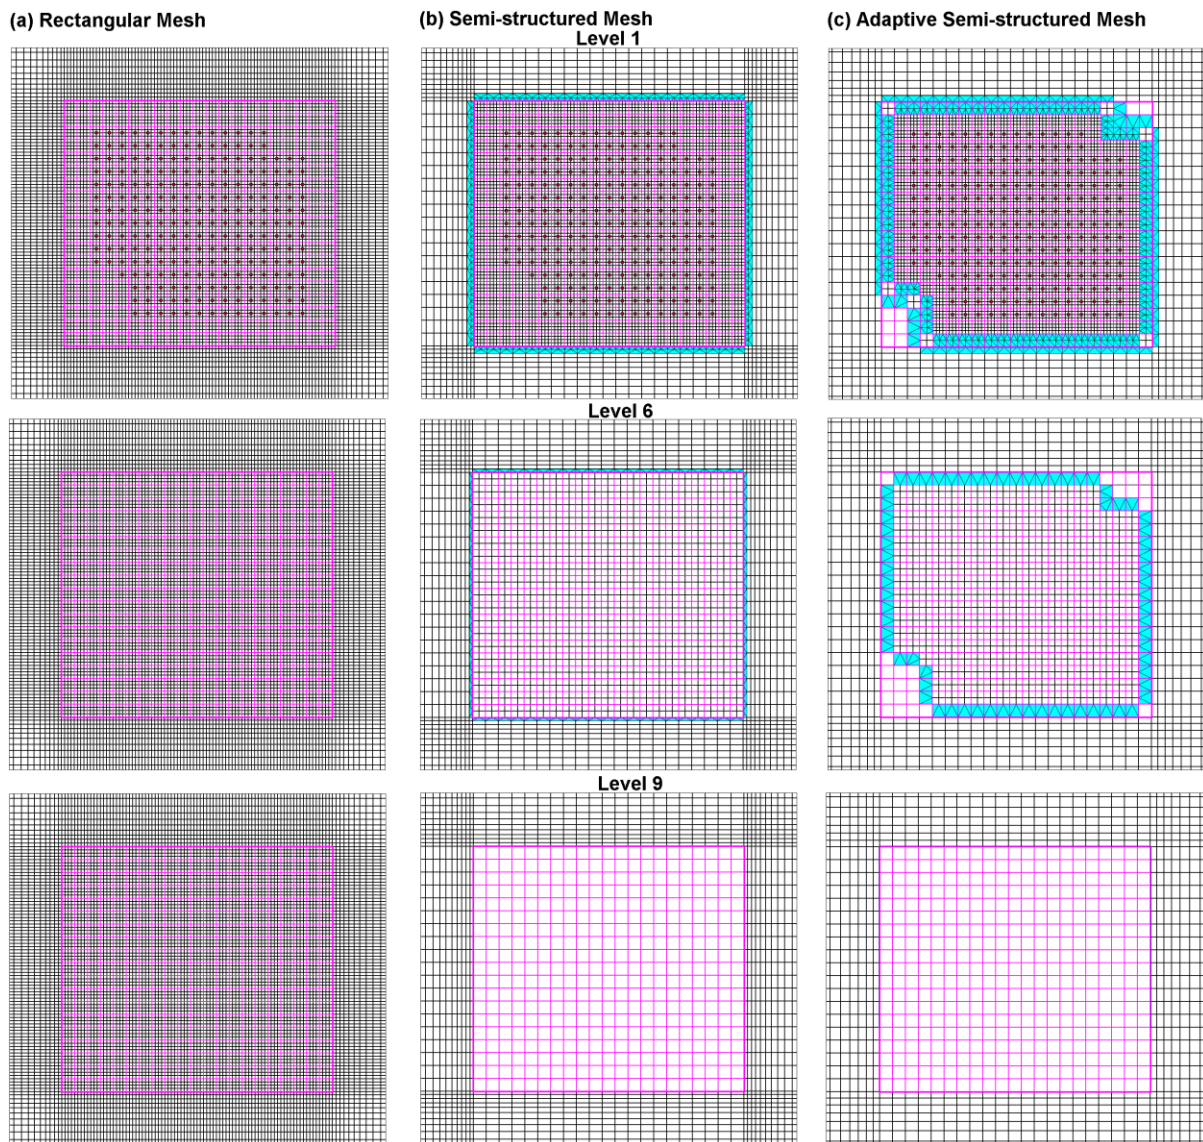 (a) Rectangular Mesh
(b) Semi-structured Mesh
(c) Adaptive Semi-structured Mesh
Level 1
Level 6
Level 9